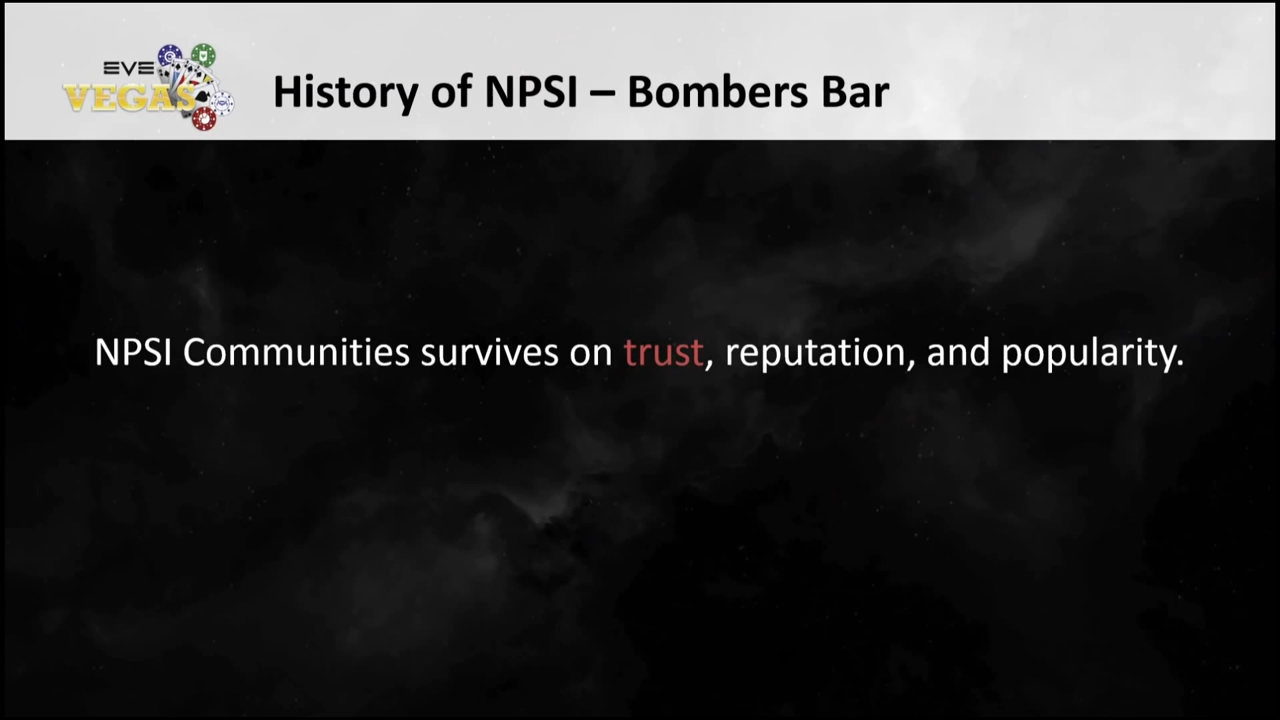 EVE
VEGAS
History of NPSI – Bombers Bar
NPSI Communities survives on trust, reputation, and popularity.